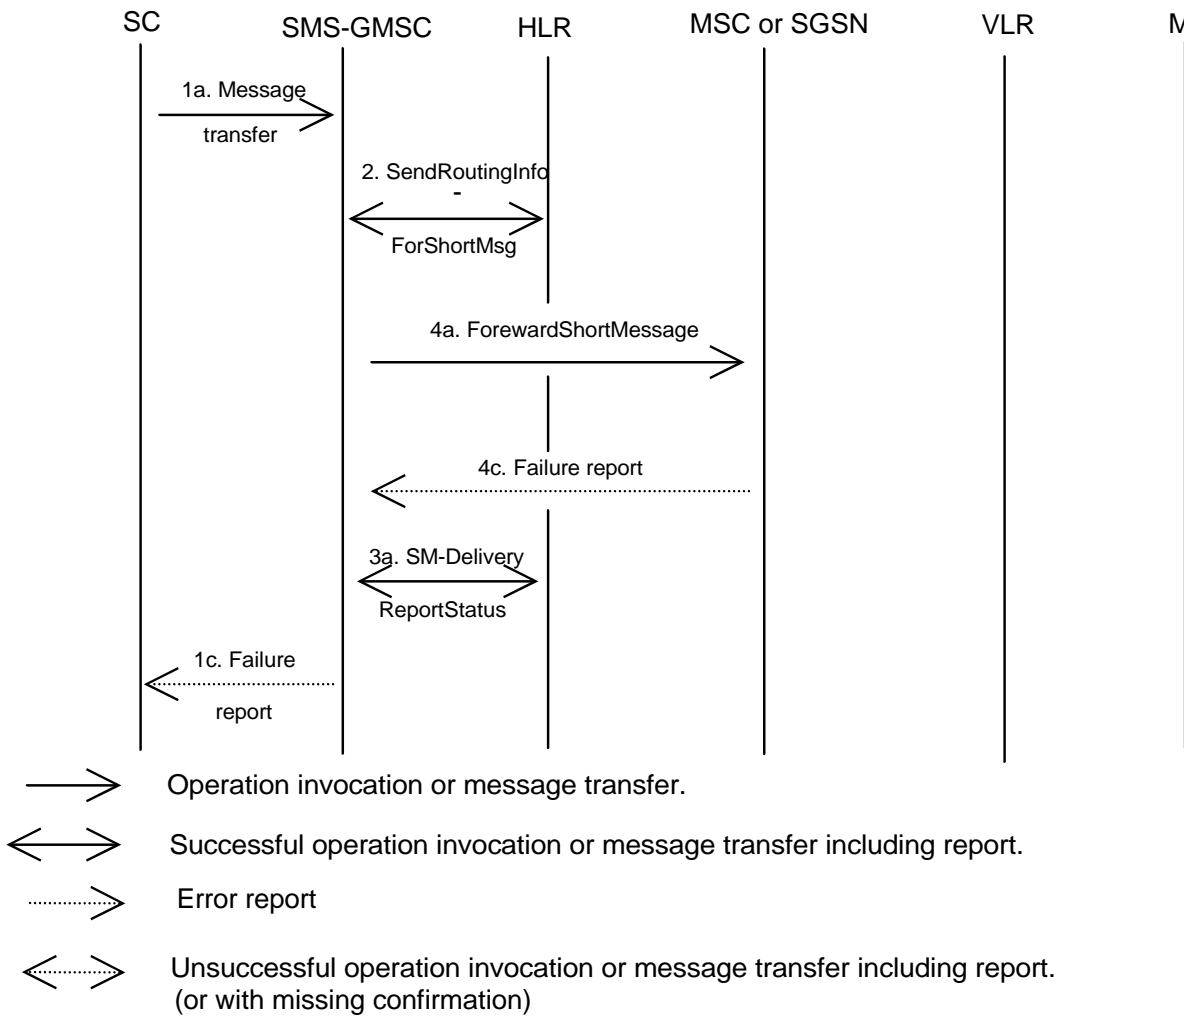 SC
SMS-GMSC
HLR
MSC or SGSN
VLR
M
1a. Message
transfer
2. SendRoutingInfo
-
ForShortMsg
4a. ForewardShortMessage
4c. Failure report
3a. SM-Delivery
ReportStatus
1c. Failure
report
Operation invocation or message transfer.
Successful operation invocation or message transfer including report.
Error report
Unsuccessful operation invocation or message transfer including report.
(or with missing confirmation)